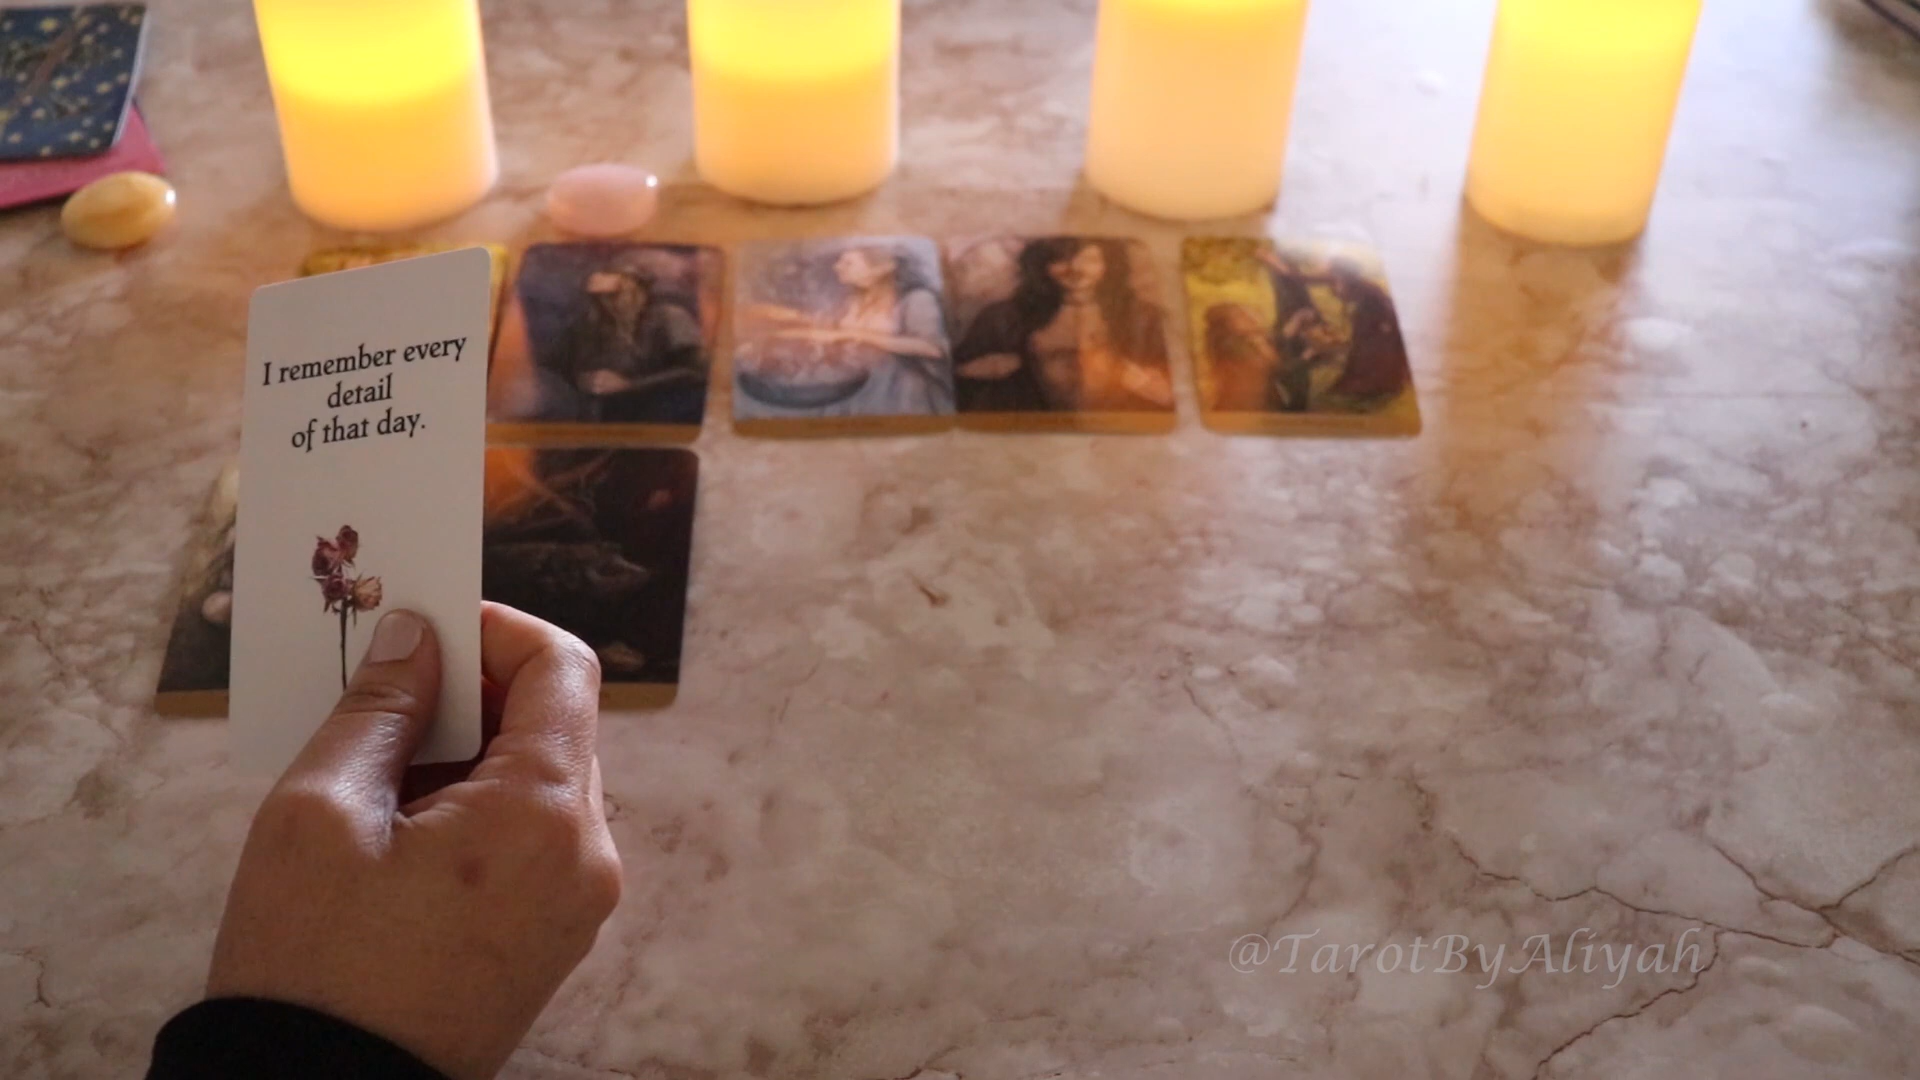 I remember every
detail
of that day.
@TarotByAliyah